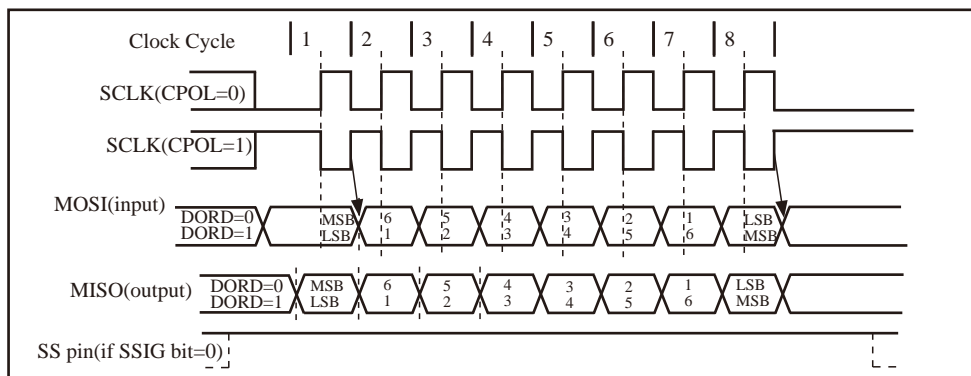 Clock Cycle 1 2 3 4 5 6 7 8
SCLK(CPOL=0)
SCLK(CPOL=1)
MOSI(input)
DORD=0 MSB 6 5 4 3 2 1 LSB
DORD=1 LSB 1 2 3 4 5 6 MSB
MISO(output)
DORD=0 MSB 6 5 4 3 2 1 LSB
DORD=1 LSB 1 2 3 4 5 6 MSB
SS pin(if SSIG bit=0)